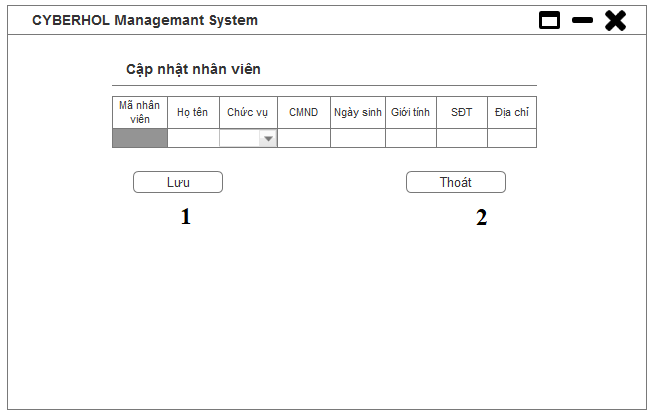 CYBERHOL Managemant System
Cập nhật nhân viên
Mã nhân viên Họ tên Chức vụ CMND Ngày sinh Giới tính SĐT Địa chỉ
Lưu Thoát
1 2